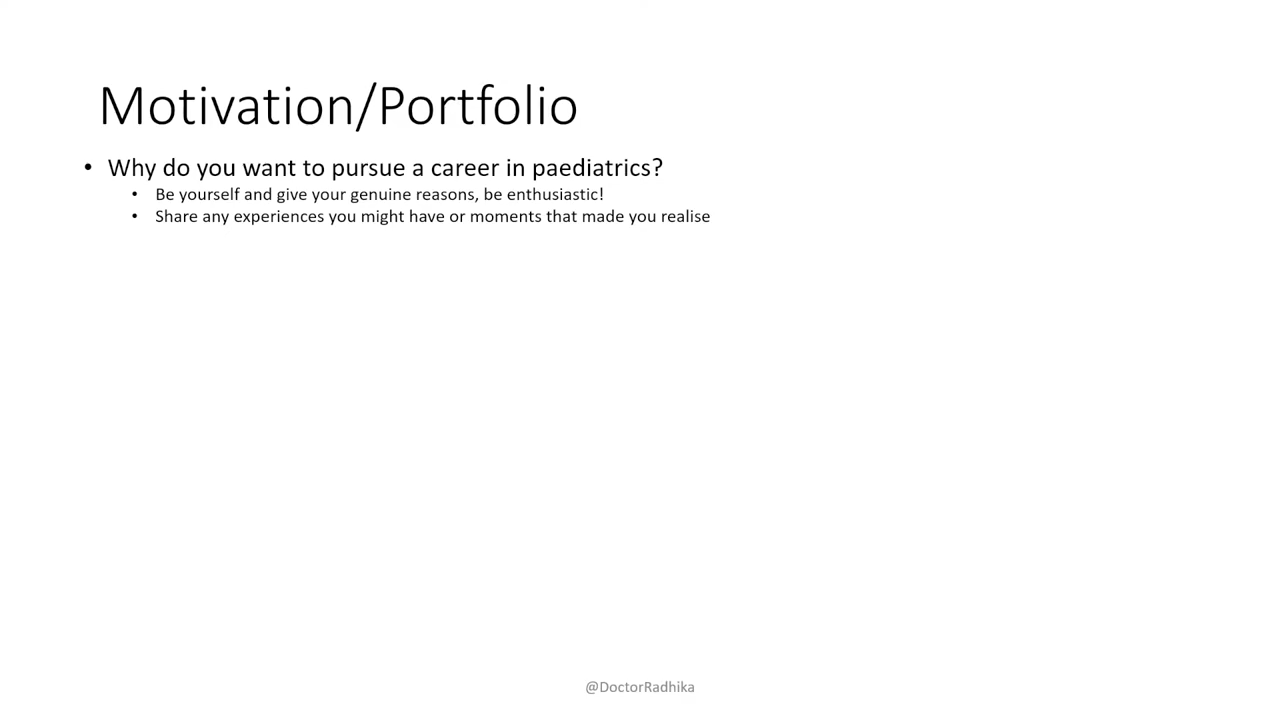 Motivation/Portfolio
• Why do you want to pursue a career in paediatrics?
• Be yourself and give your genuine reasons, be enthusiastic!
• Share any experiences you might have or moments that made you realise
@DoctorRadhika